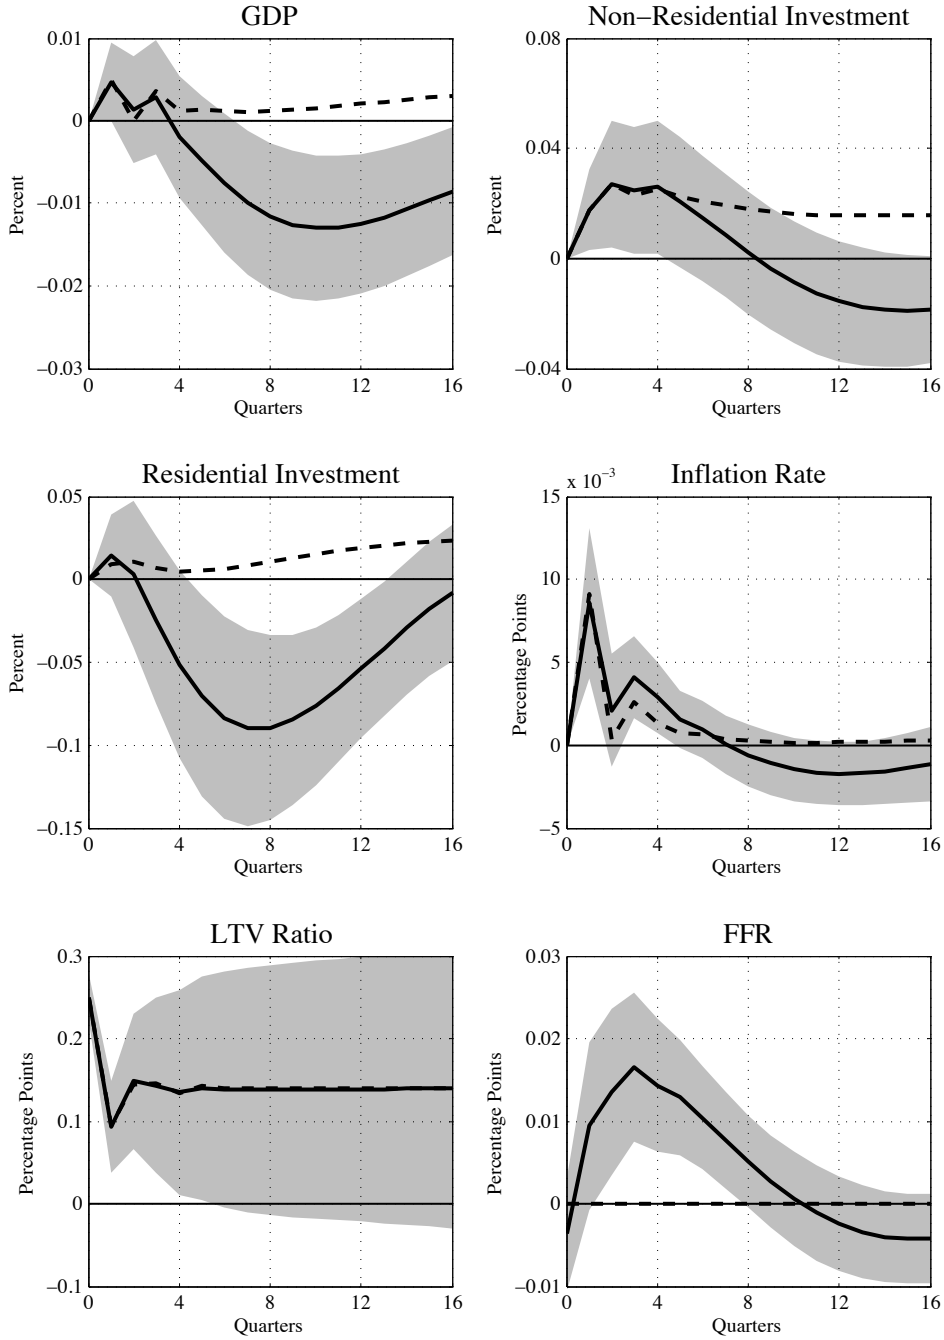 GDP
0.01
0
−0.01
−0.02
−0.03
Percent
0 4 8 12 16
Quarters
Non−Residential Investment
0.08
0.04
0
−0.04
Percent
0 4 8 12 16
Quarters
Residential Investment
0.05
0
−0.05
−0.1
−0.15
Percent
0 4 8 12 16
Quarters
Inflation Rate
x 10−3
15
10
5
0
−5
Percentage Points
0 4 8 12 16
Quarters
LTV Ratio
0.3
0.2
0.1
0
−0.1
Percentage Points
0 4 8 12 16
Quarters
FFR
0.03
0.02
0.01
0
−0.01
Percentage Points
0 4 8 12 16
Quarters